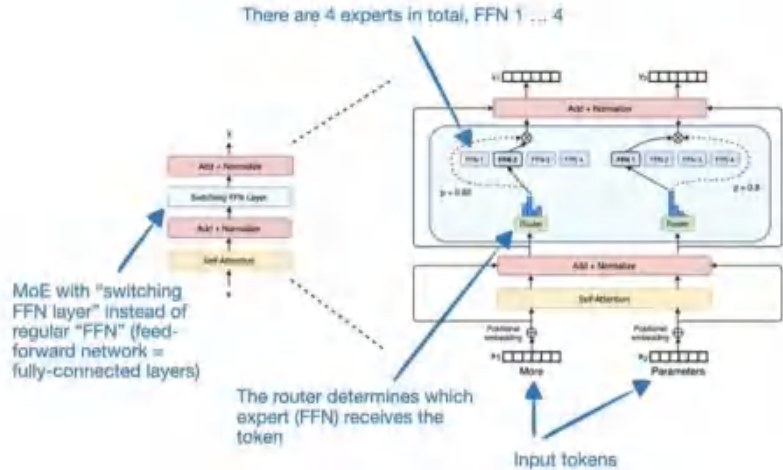 There are 4 experts in total, FFN 1 ... 4
y
Add + Normalize
Switching FFN Layer
Add + Normalize
Self-Attention
x
MoE with "switching
FFN layer" instead of
regular "FFN" (feed-
forward network =
fully-connected layers)
y₁
y₂
Add + Normalize
FFN 1 FFN 2 FFN 3 FFN 4
FFN 1 FFN 2 FFN 3 FFN 4
p = 0.65
p = 0.8
Router
Router
Add + Normalize
Self-Attention
Positional
embedding
Positional
embedding
x₁
x₂
More
Parameters
The router determines which
expert (FFN) receives the
token
Input tokens